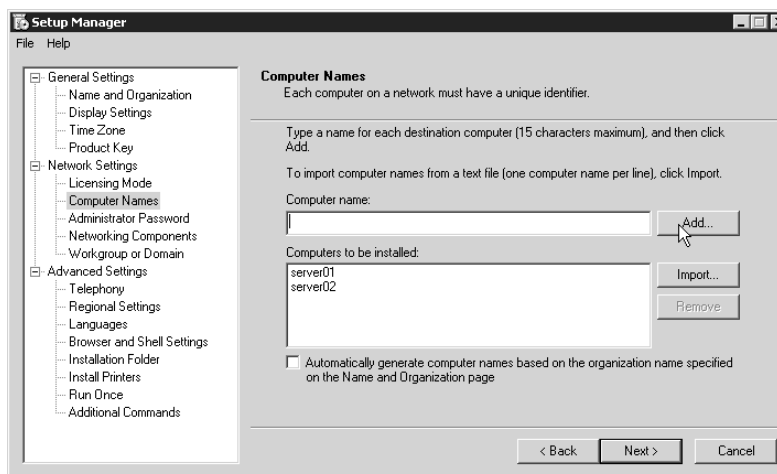 Setup Manager
File Help
General Settings
Name and Organization
Display Settings
Time Zone
Product Key
Network Settings
Licensing Mode
Computer Names
Administrator Password
Networking Components
Workgroup or Domain
Advanced Settings
Telephony
Regional Settings
Languages
Browser and Shell Settings
Installation Folder
Install Printers
Run Once
Additional Commands
Computer Names
Each computer on a network must have a unique identifier.
Type a name for each destination computer (15 characters maximum), and then click
Add.
To import computer names from a text file (one computer name per line), click Import.
Computer name:
Add...
Computers to be installed:
server01
server02
Import...
Remove
Automatically generate computer names based on the organization name specified
on the Name and Organization page
< Back
Next >
Cancel